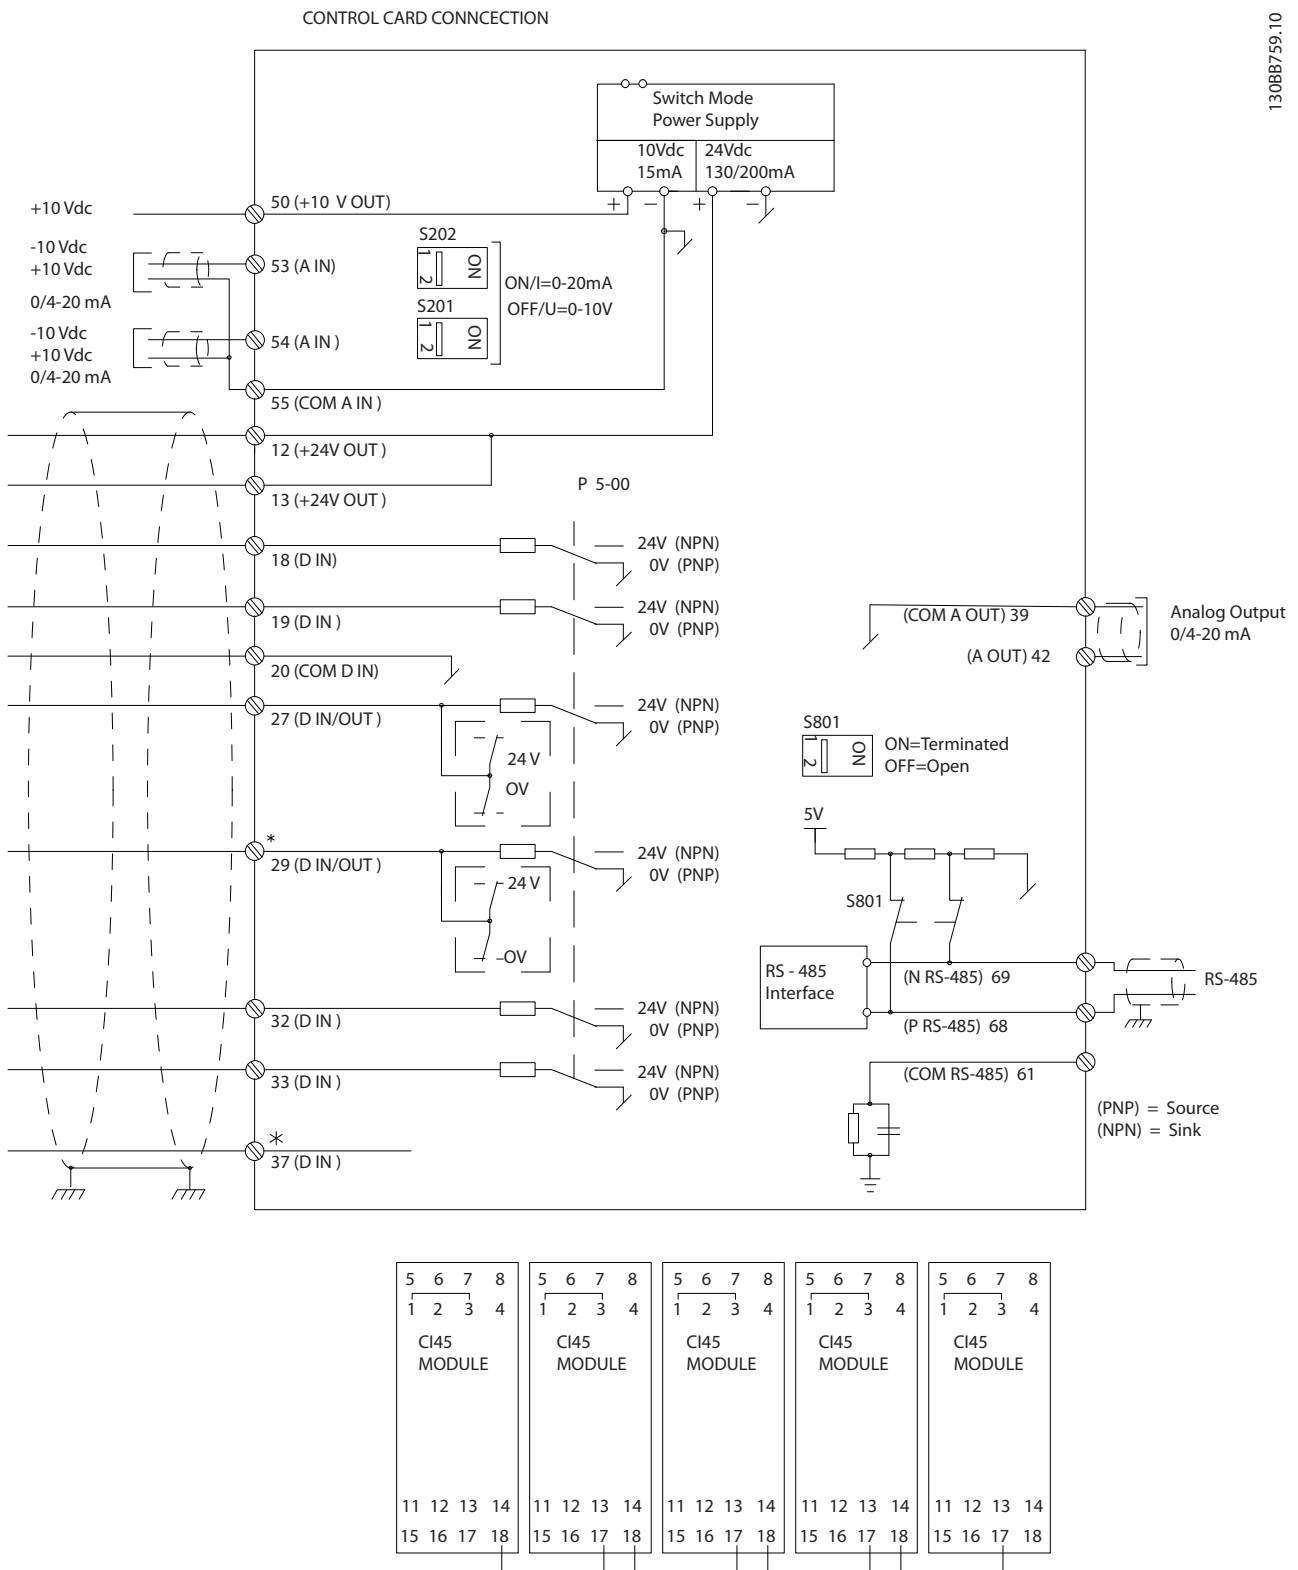 CONTROL CARD CONNCECTION
130BB759.10
Switch Mode
Power Supply
10Vdc
15mA
24Vdc
130/200mA
+ − + −
+10 Vdc
50 (+10 V OUT)
-10 Vdc
+10 Vdc
0/4-20 mA
53 (A IN)
S202
1 2 ON
ON/I=0-20mA
OFF/U=0-10V
S201
1 2 ON
-10 Vdc
+10 Vdc
0/4-20 mA
54 (A IN )
55 (COM A IN )
12 (+24V OUT )
13 (+24V OUT )
P 5-00
18 (D IN)
24V (NPN)
0V (PNP)
19 (D IN )
24V (NPN)
0V (PNP)
(COM A OUT) 39
Analog Output
0/4-20 mA
(A OUT) 42
20 (COM D IN)
27 (D IN/OUT )
24V (NPN)
0V (PNP)
24 V
OV
S801
1 2 ON
ON=Terminated
OFF=Open
5V
*
29 (D IN/OUT )
24V (NPN)
0V (PNP)
24 V
OV
S801
RS - 485
Interface
(N RS-485) 69
RS-485
(P RS-485) 68
32 (D IN )
24V (NPN)
0V (PNP)
33 (D IN )
24V (NPN)
0V (PNP)
(COM RS-485) 61
(PNP) = Source
(NPN) = Sink
*
37 (D IN )
5 6 7 8
1 2 3 4
CI45
MODULE
11 12 13 14
15 16 17 18
5 6 7 8
1 2 3 4
CI45
MODULE
11 12 13 14
15 16 17 18
5 6 7 8
1 2 3 4
CI45
MODULE
11 12 13 14
15 16 17 18
5 6 7 8
1 2 3 4
CI45
MODULE
11 12 13 14
15 16 17 18
5 6 7 8
1 2 3 4
CI45
MODULE
11 12 13 14
15 16 17 18